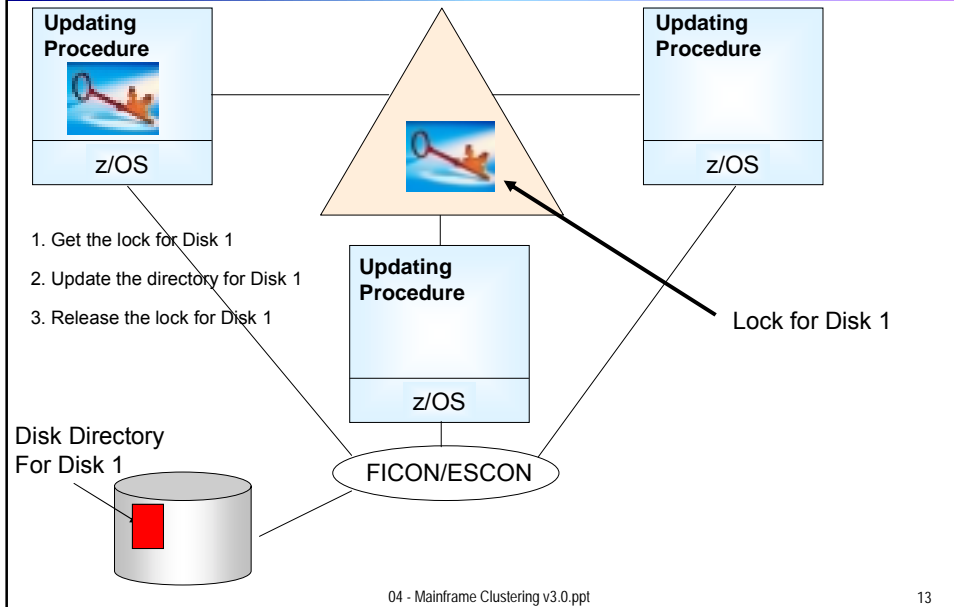 Updating
Procedure
z/OS
Updating
Procedure
z/OS
1. Get the lock for Disk 1
2. Update the directory for Disk 1
3. Release the lock for Disk 1
Updating
Procedure
z/OS
Lock for Disk 1
Disk Directory
For Disk 1
FICON/ESCON
04 - Mainframe Clustering v3.0.ppt
13